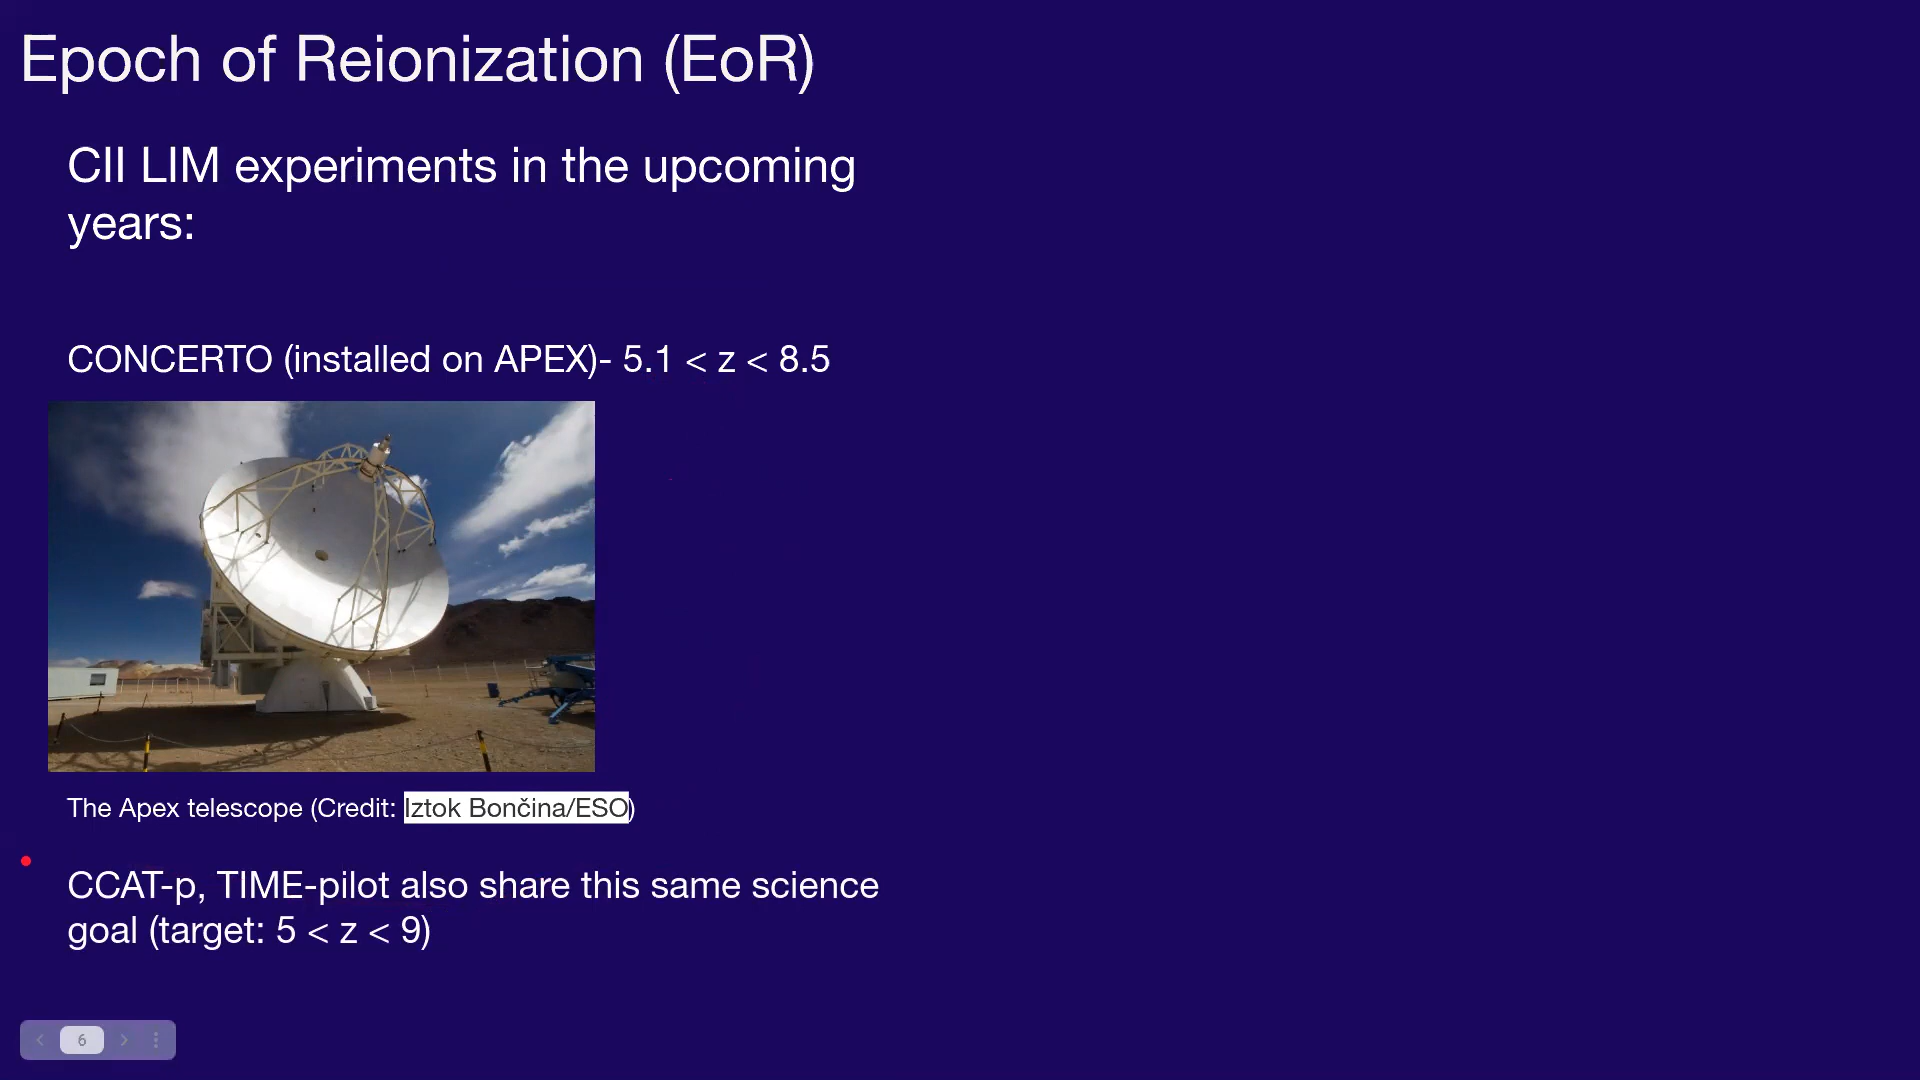 Epoch of Reionization (EoR)
CII LIM experiments in the upcoming
years:
CONCERTO (installed on APEX)- 5.1 < z < 8.5
The Apex telescope (Credit: Iztok Bončina/ESO)
CCAT-p, TIME-pilot also share this same science
goal (target: 5 < z < 9)
6